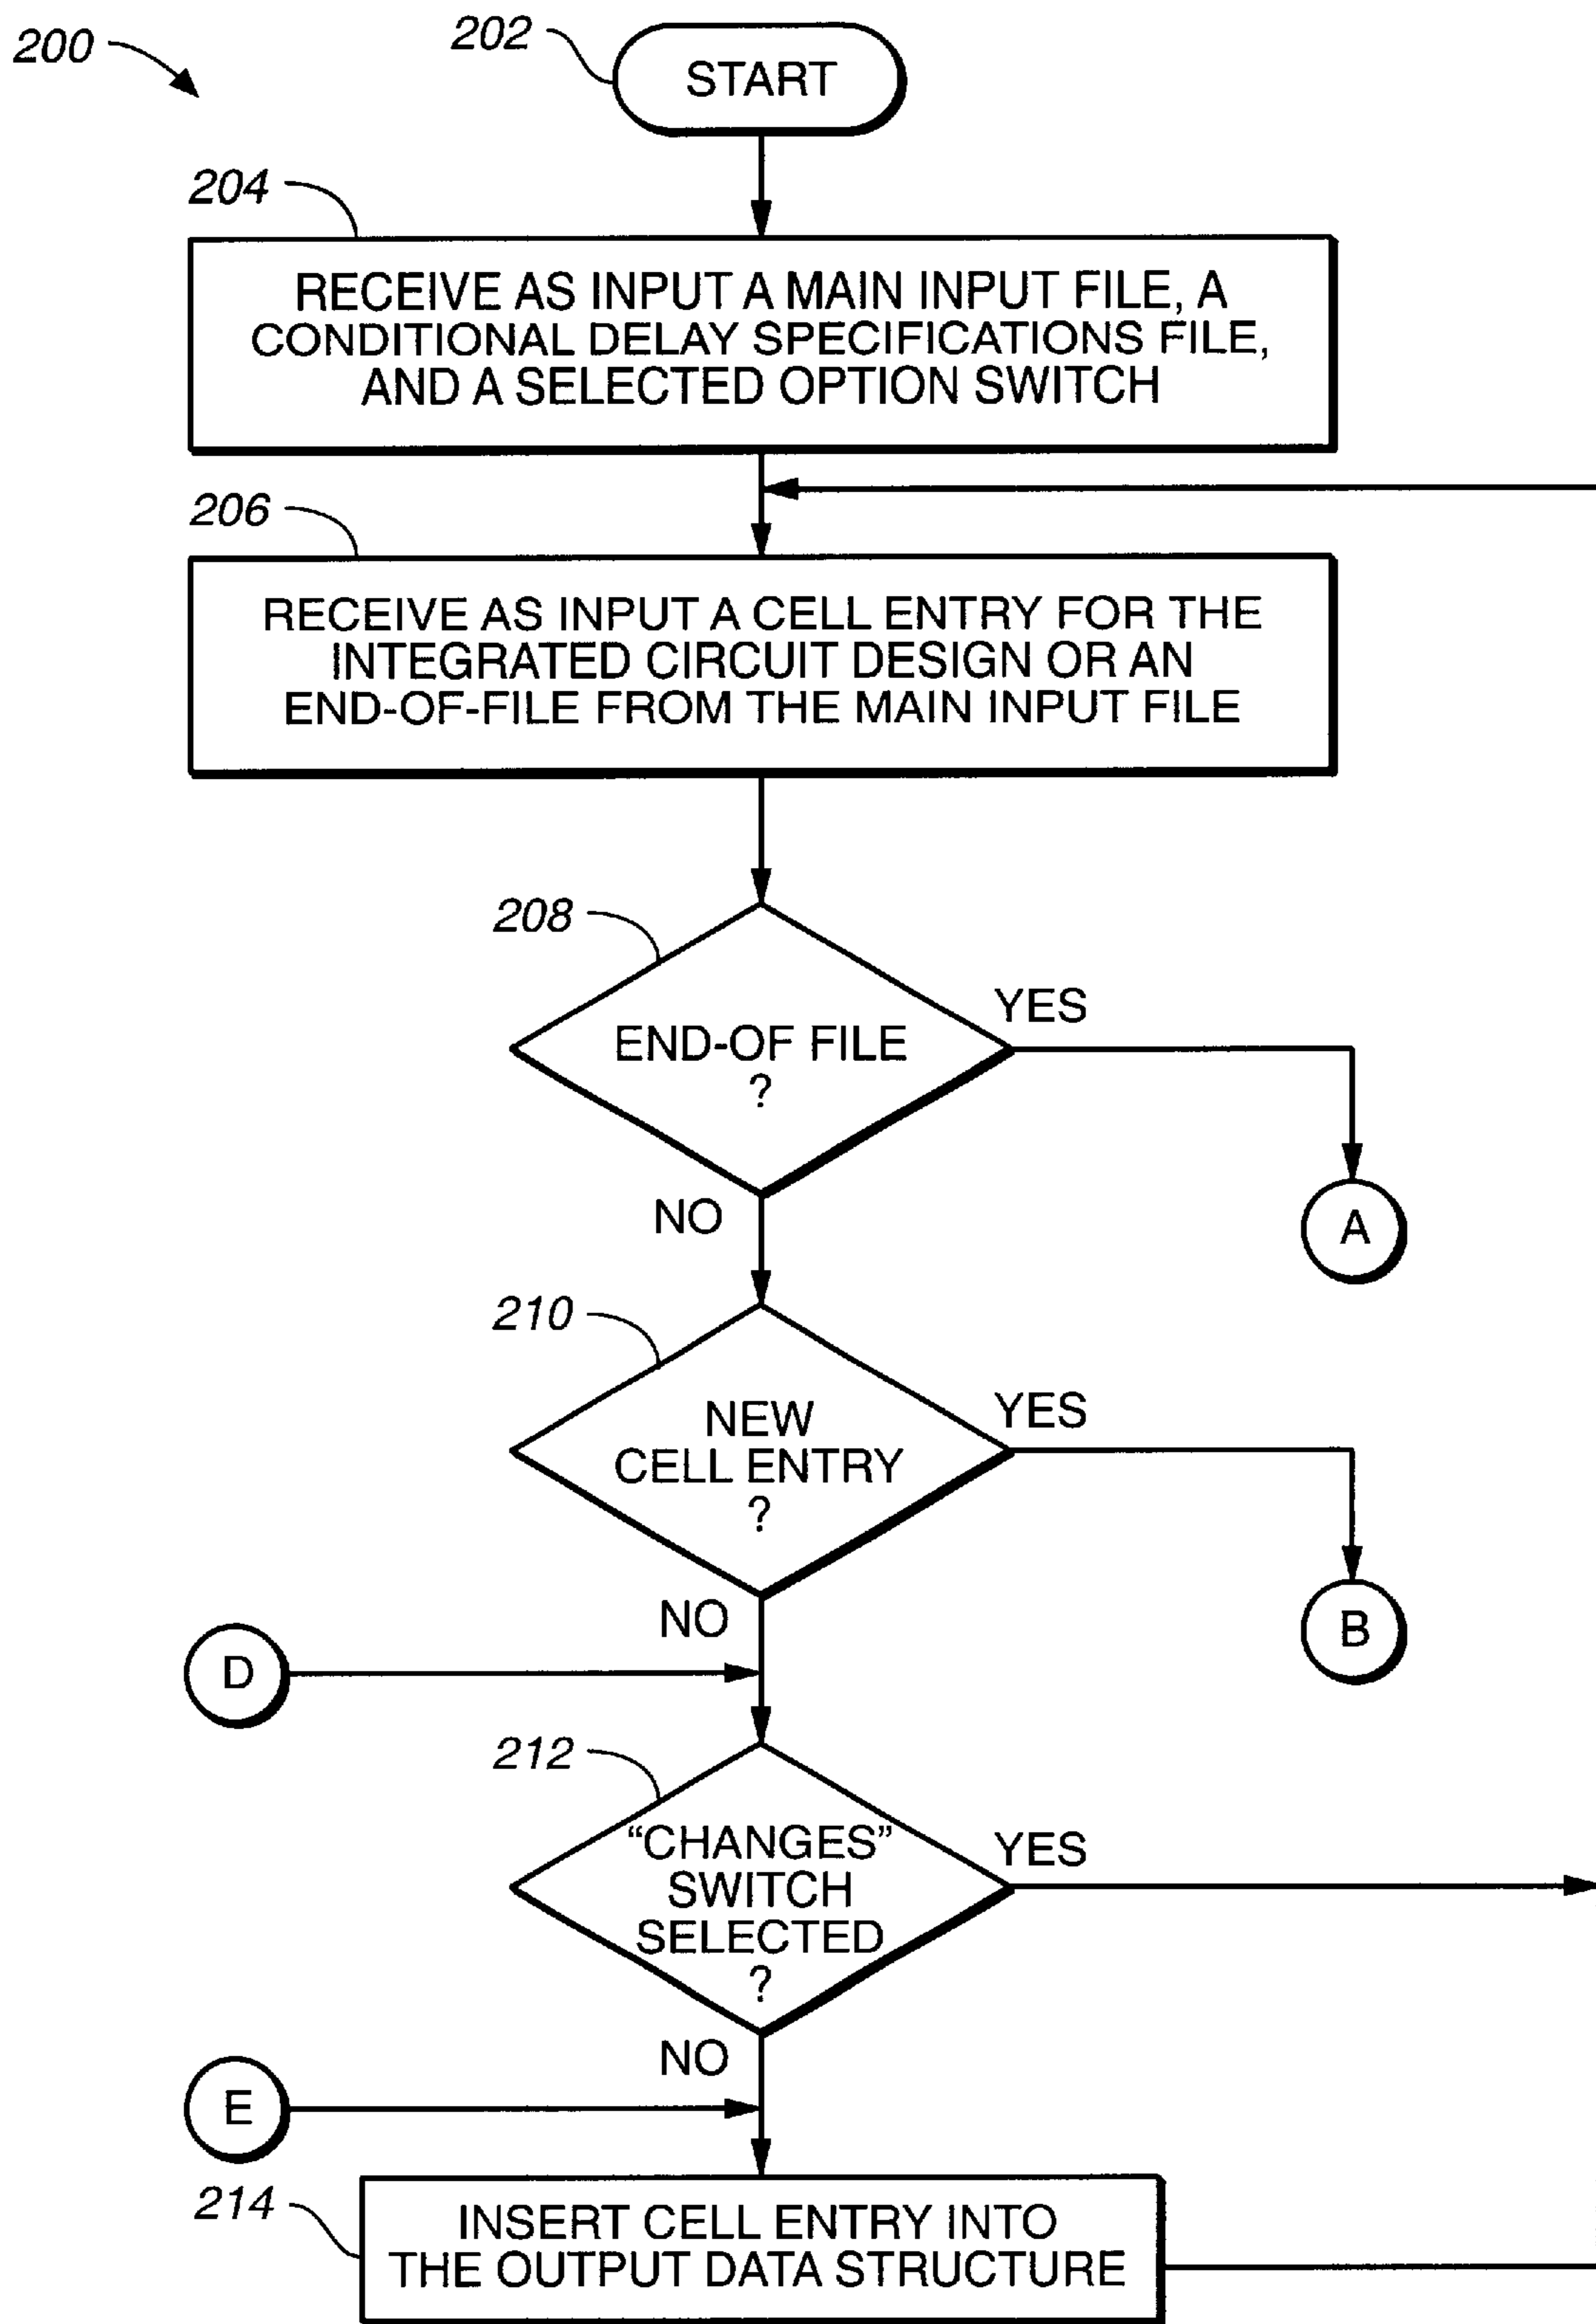 200
202
START
204
RECEIVE AS INPUT A MAIN INPUT FILE, A
CONDITIONAL DELAY SPECIFICATIONS FILE,
AND A SELECTED OPTION SWITCH
206
RECEIVE AS INPUT A CELL ENTRY FOR THE
INTEGRATED CIRCUIT DESIGN OR AN
END-OF-FILE FROM THE MAIN INPUT FILE
208
END-OF FILE
?
YES
A
NO
210
NEW
CELL ENTRY
?
YES
B
NO
D
212
“CHANGES”
SWITCH
SELECTED
?
YES
NO
E
214
INSERT CELL ENTRY INTO
THE OUTPUT DATA STRUCTURE